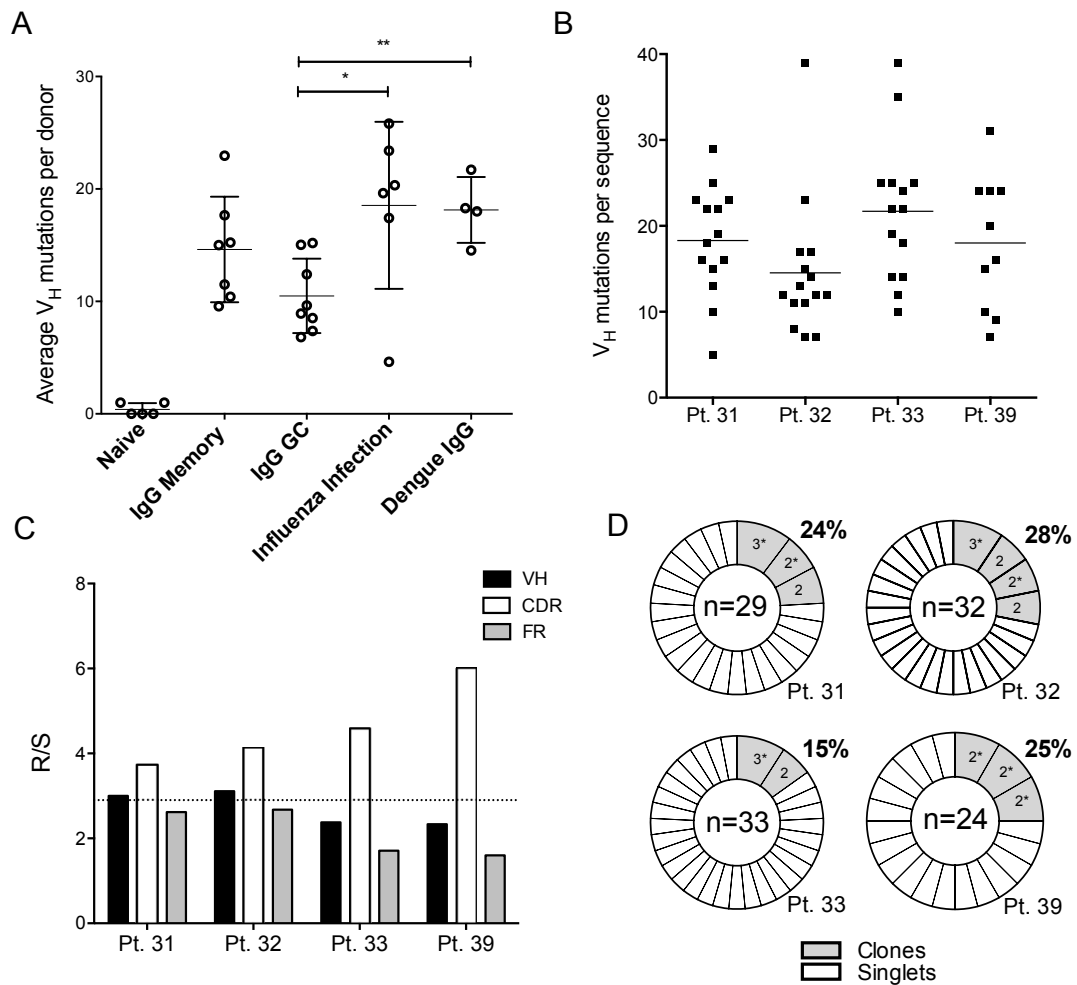 A
Average VH mutations per donor
30
20
10
0
**
*
Naive
IgG Memory
IgG GC
Influenza Infection
Dengue IgG
B
VH mutations per sequence
40
30
20
10
0
Pt. 31
Pt. 32
Pt. 33
Pt. 39
C
R/S
8
6
4
2
0
VH
CDR
FR
Pt. 31
Pt. 32
Pt. 33
Pt. 39
D
24%
3*
2*
2
n=29
Pt. 31
28%
3*
2
2*
2
n=32
Pt. 32
15%
3*
2
n=33
Pt. 33
25%
2*
2*
2*
n=24
Pt. 39
Clones
Singlets